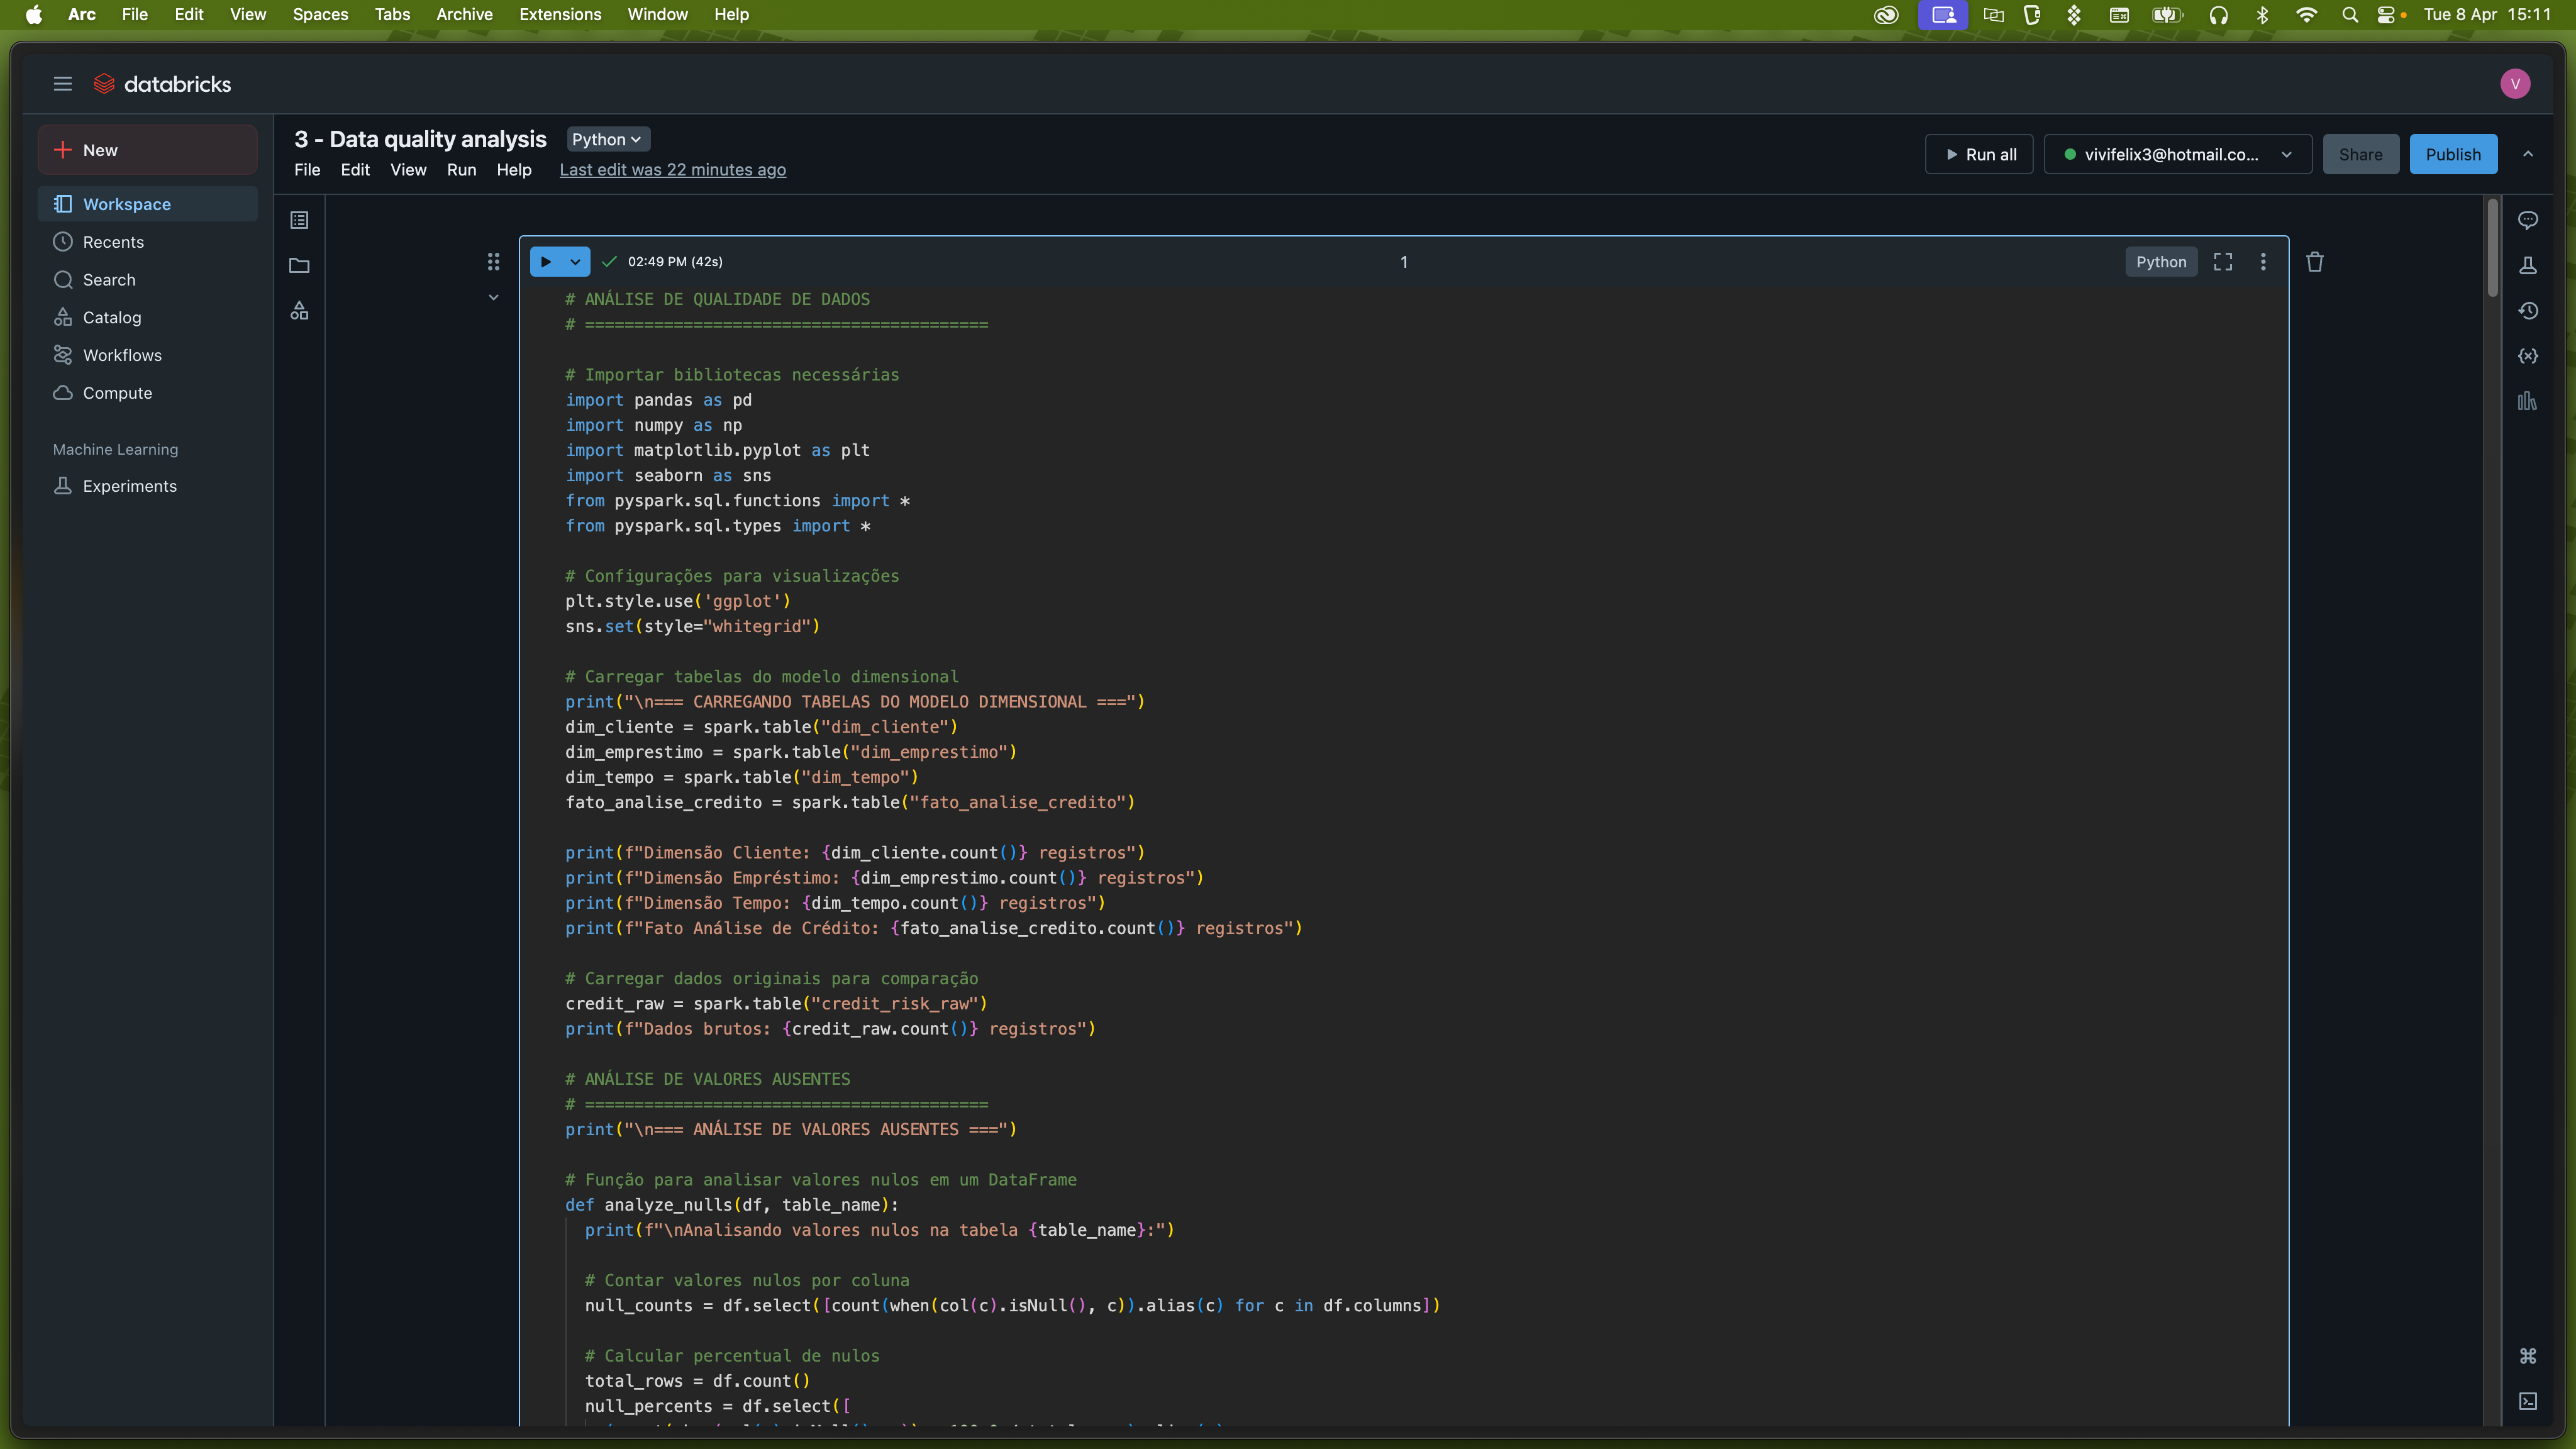 Arc File Edit View Spaces Tabs Archive Extensions Window Help Tue 8 Apr 15:11
databricks V
New
Workspace
Recents
Search
Catalog
Workflows
Compute
Machine Learning
Experiments
3 - Data quality analysis Python
File Edit View Run Help Last edit was 22 minutes ago
Run all vivifelix3@hotmail.co... Share Publish
02:49 PM (42s) 1 Python
# ANÁLISE DE QUALIDADE DE DADOS
# =========================================
# Importar bibliotecas necessárias
import pandas as pd
import numpy as np
import matplotlib.pyplot as plt
import seaborn as sns
from pyspark.sql.functions import *
from pyspark.sql.types import *
# Configurações para visualizações
plt.style.use('ggplot')
sns.set(style="whitegrid")
# Carregar tabelas do modelo dimensional
print("\n=== CARREGANDO TABELAS DO MODELO DIMENSIONAL ===")
dim_cliente = spark.table("dim_cliente")
dim_emprestimo = spark.table("dim_emprestimo")
dim_tempo = spark.table("dim_tempo")
fato_analise_credito = spark.table("fato_analise_credito")
print(f"Dimensão Cliente: {dim_cliente.count()} registros")
print(f"Dimensão Empréstimo: {dim_emprestimo.count()} registros")
print(f"Dimensão Tempo: {dim_tempo.count()} registros")
print(f"Fato Análise de Crédito: {fato_analise_credito.count()} registros")
# Carregar dados originais para comparação
credit_raw = spark.table("credit_risk_raw")
print(f"Dados brutos: {credit_raw.count()} registros")
# ANÁLISE DE VALORES AUSENTES
# =========================================
print("\n=== ANÁLISE DE VALORES AUSENTES ===")
# Função para analisar valores nulos em um DataFrame
def analyze_nulls(df, table_name):
print(f"\nAnalisando valores nulos na tabela {table_name}:")
# Contar valores nulos por coluna
null_counts = df.select([count(when(col(c).isNull(), c)).alias(c) for c in df.columns])
# Calcular percentual de nulos
total_rows = df.count()
null_percents = df.select([